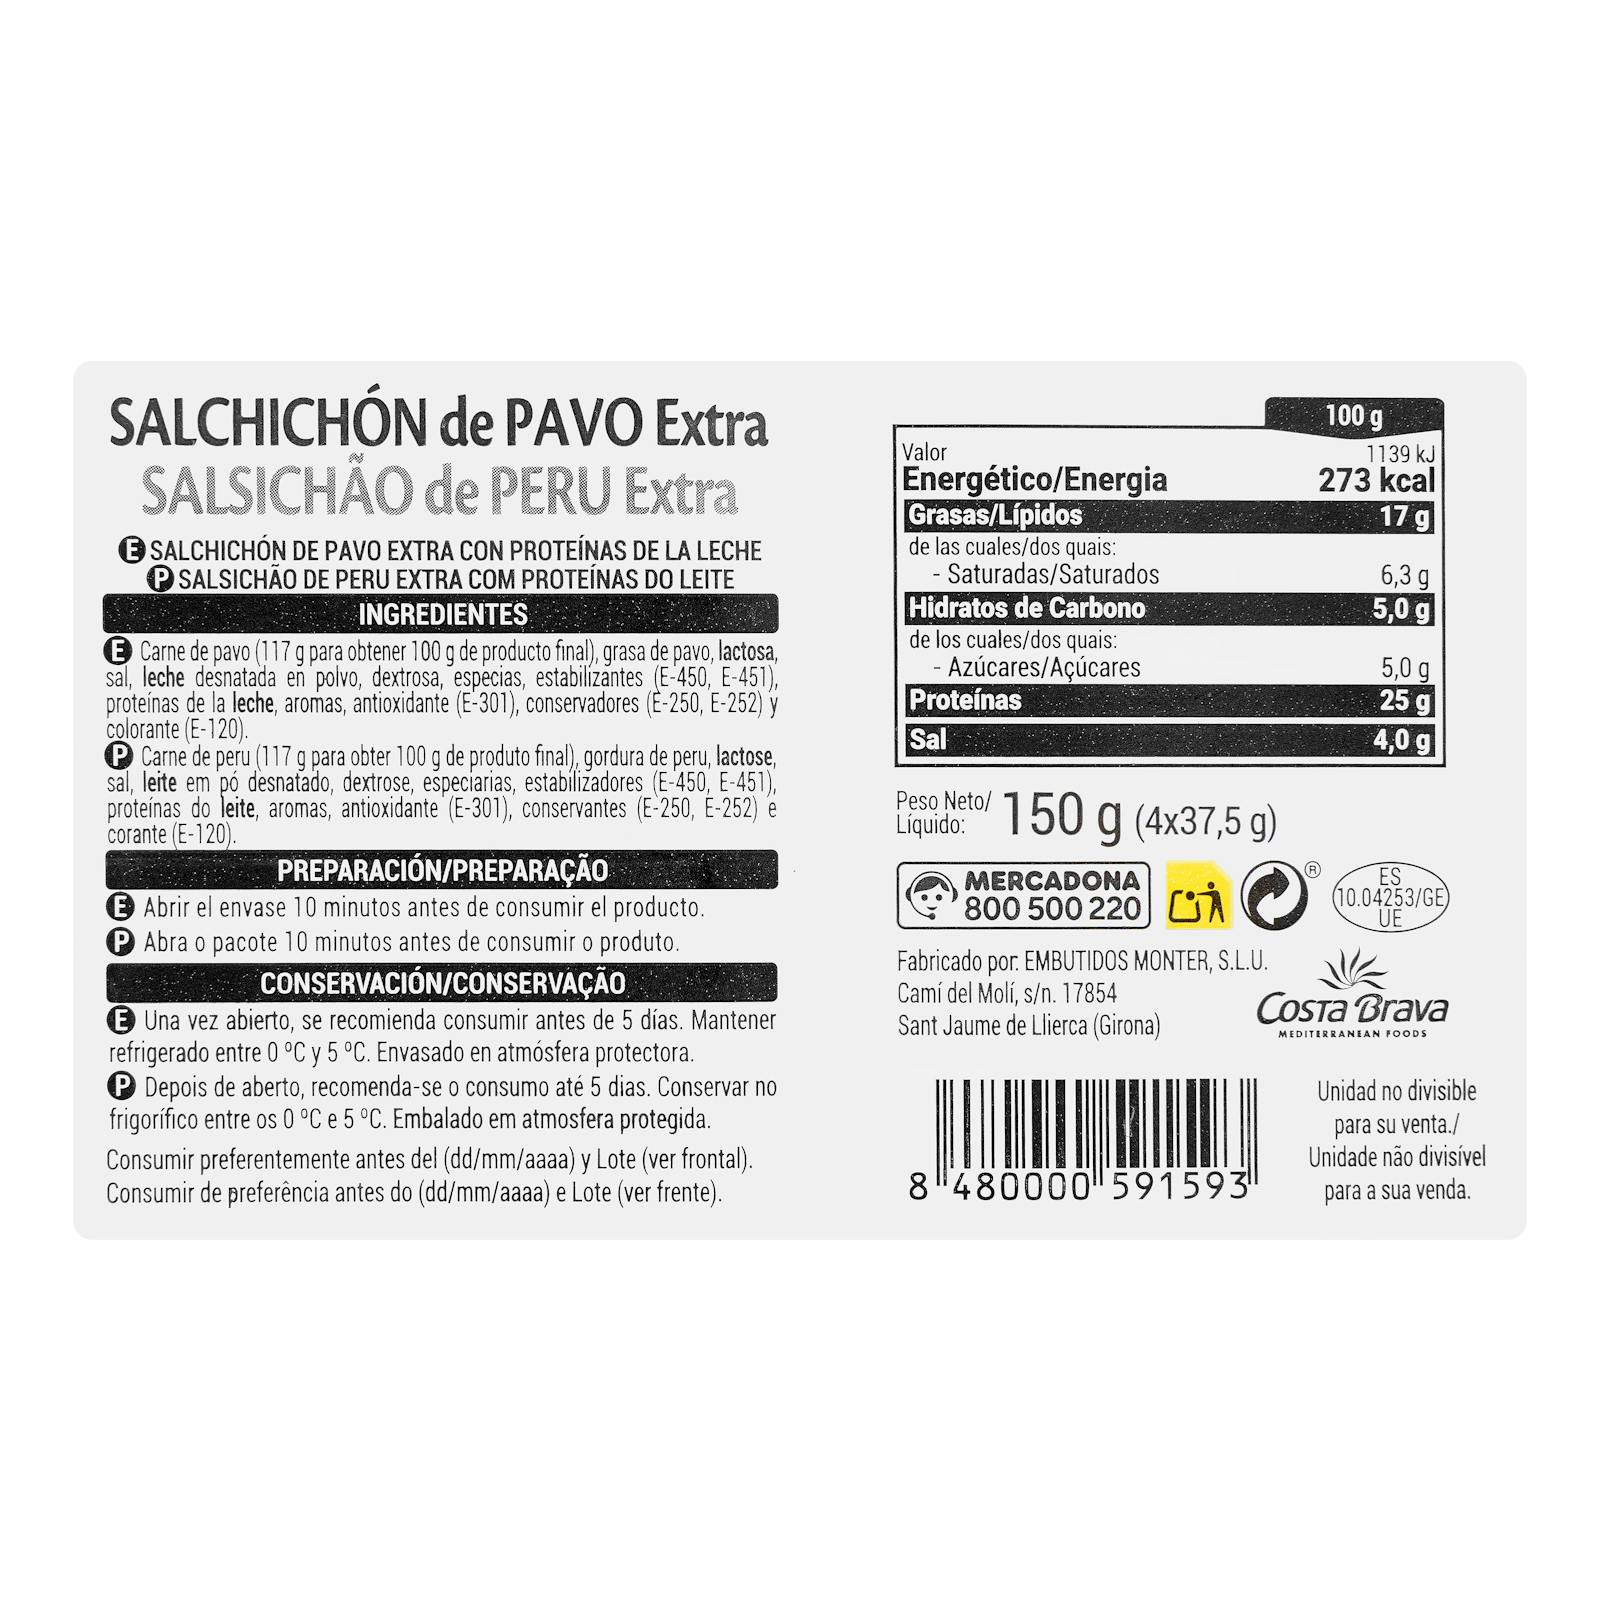 SALCHICHÓN de PAVO Extra
SALSICHÃO de PERU Extra
E SALCHICHÓN DE PAVO EXTRA CON PROTEÍNAS DE LA LECHE
P SALSICHÃO DE PERU EXTRA COM PROTEÍNAS DO LEITE
INGREDIENTES
E Carne de pavo (117 g para obtener 100 g de producto final), grasa de pavo, lactosa,
sal, leche desnatada en polvo, dextrosa, especias, estabilizantes (E-450, E-451),
proteínas de la leche, aromas, antioxidante (E-301), conservadores (E-250, E-252) y
colorante (E-120).
P Carne de peru (117 g para obter 100 g de produto final), gordura de peru, lactose,
sal, leite em pó desnatado, dextrose, especiarias, estabilizadores (E-450, E-451),
proteínas do leite, aromas, antioxidante (E-301), conservantes (E-250, E-252) e
corante (E-120).
PREPARACIÓN/PREPARAÇÃO
E Abrir el envase 10 minutos antes de consumir el producto.
P Abra o pacote 10 minutos antes de consumir o produto.
CONSERVACIÓN/CONSERVAÇÃO
E Una vez abierto, se recomienda consumir antes de 5 días. Mantener
refrigerado entre 0 ºC y 5 ºC. Envasado en atmósfera protectora.
P Depois de aberto, recomenda-se o consumo até 5 dias. Conservar no
frigorífico entre os 0 ºC e 5 ºC. Embalado em atmosfera protegida.
Consumir preferentemente antes del (dd/mm/aaaa) y Lote (ver frontal).
Consumir de preferência antes do (dd/mm/aaaa) e Lote (ver frente).
100 g
Valor 1139 kJ
Energético/Energia 273 kcal
Grasas/Lípidos 17 g
de las cuales/dos quais:
- Saturadas/Saturados 6,3 g
Hidratos de Carbono 5,0 g
de los cuales/dos quais:
- Azúcares/Açúcares 5,0 g
Proteínas 25 g
Sal 4,0 g
Peso Neto/
Líquido: 150 g (4x37,5 g)
MERCADONA
800 500 220
®
ES
10.04253/GE
UE
Fabricado por: EMBUTIDOS MONTER, S.L.U.
Camí del Molí, s/n. 17854
Sant Jaume de Llierca (Girona)
Costa Brava
MEDITERRANEAN FOODS
8 480000 591593
Unidad no divisible
para su venta./
Unidade não divisível
para a sua venda.